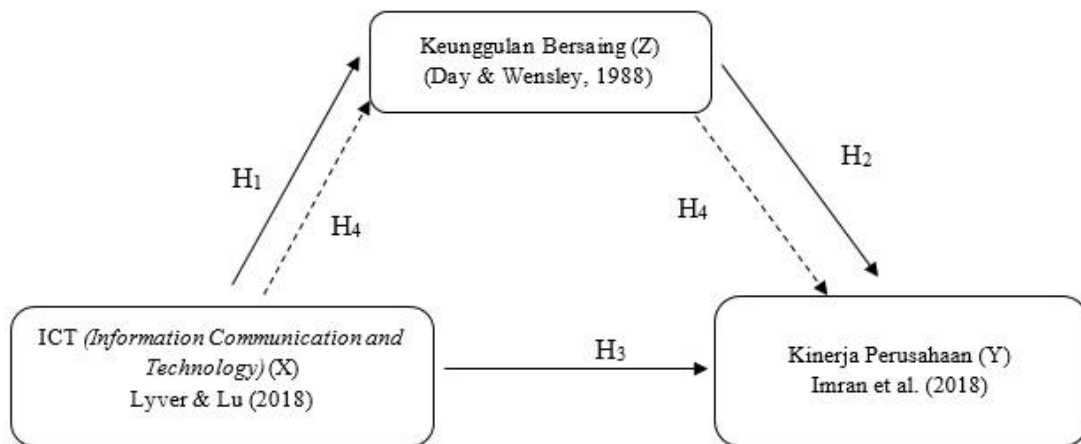 Keunggulan Bersaing (Z)
(Day & Wensley, 1988)
H1
H4
H4
H2
ICT (Information Communication and
Technology) (X)
Lyver & Lu (2018)
H3
Kinerja Perusahaan (Y)
Imran et al. (2018)